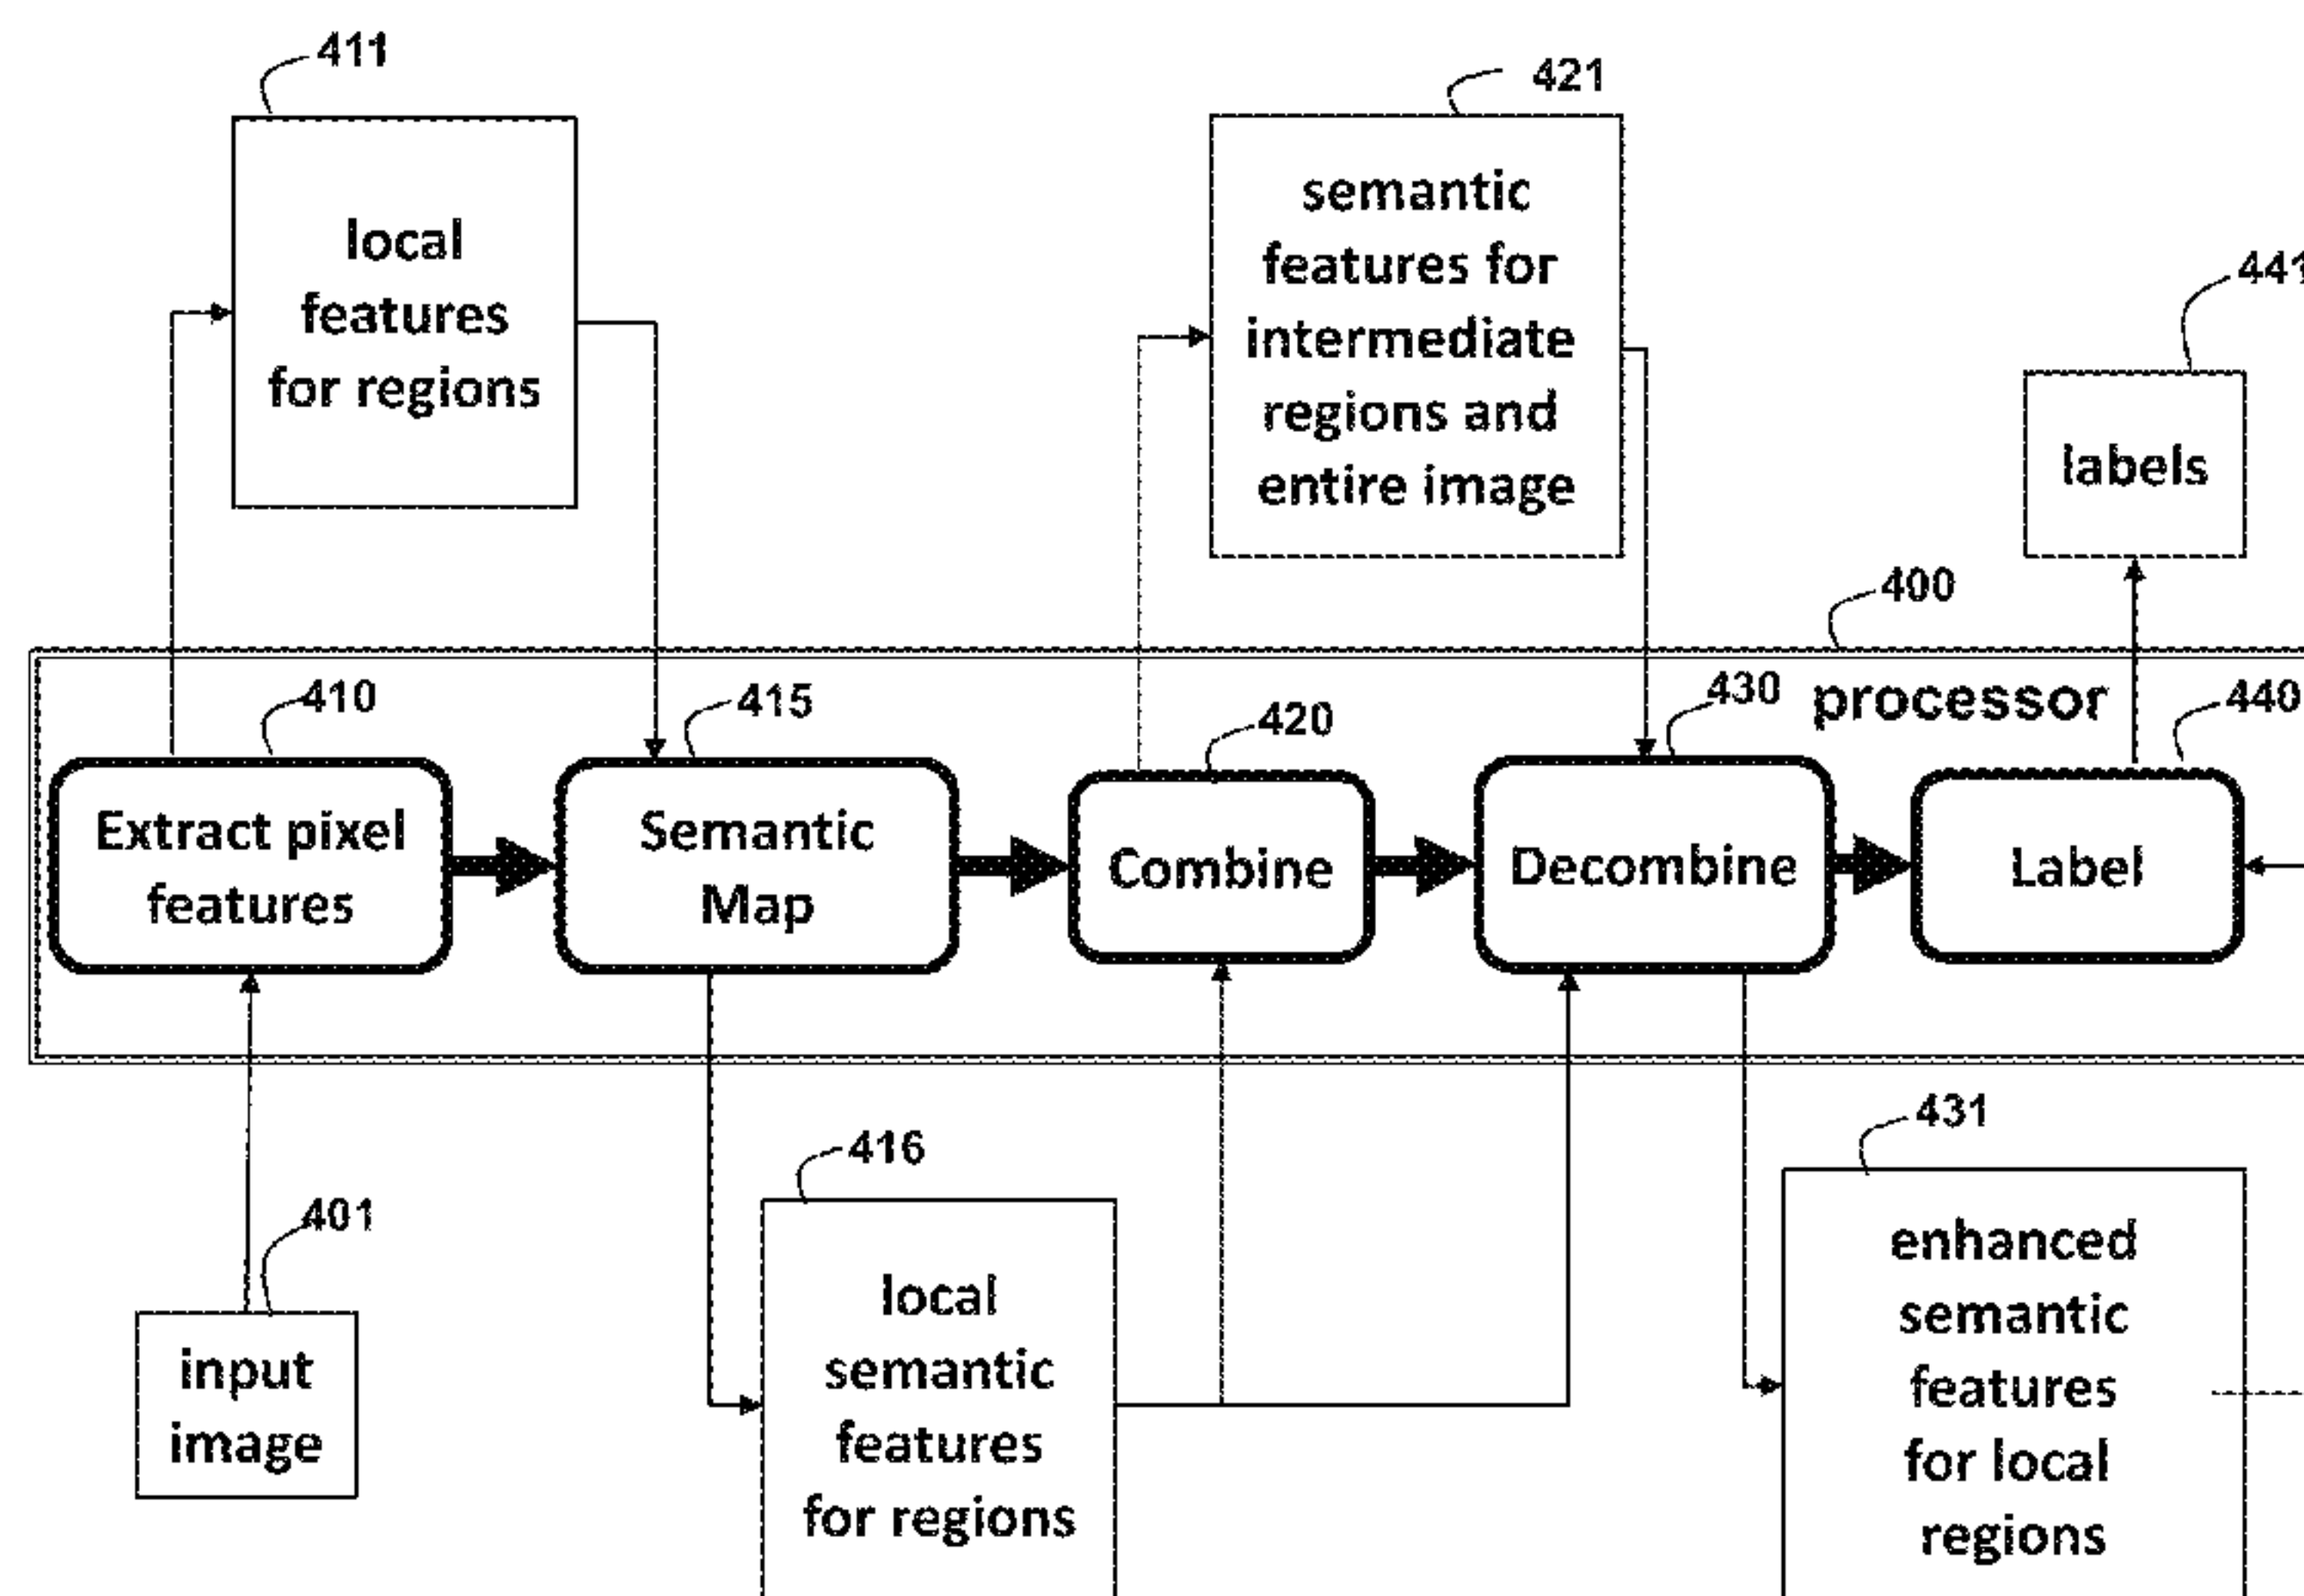 411
local
features
for regions
421
semantic
features for
intermediate
regions and
entire image
441
labels
400
processor
410
Extract pixel
features
415
Semantic
Map
420
Combine
430
Decombine
440
Label
401
input
image
416
local
semantic
features
for regions
431
enhanced
semantic
features
for local
regions